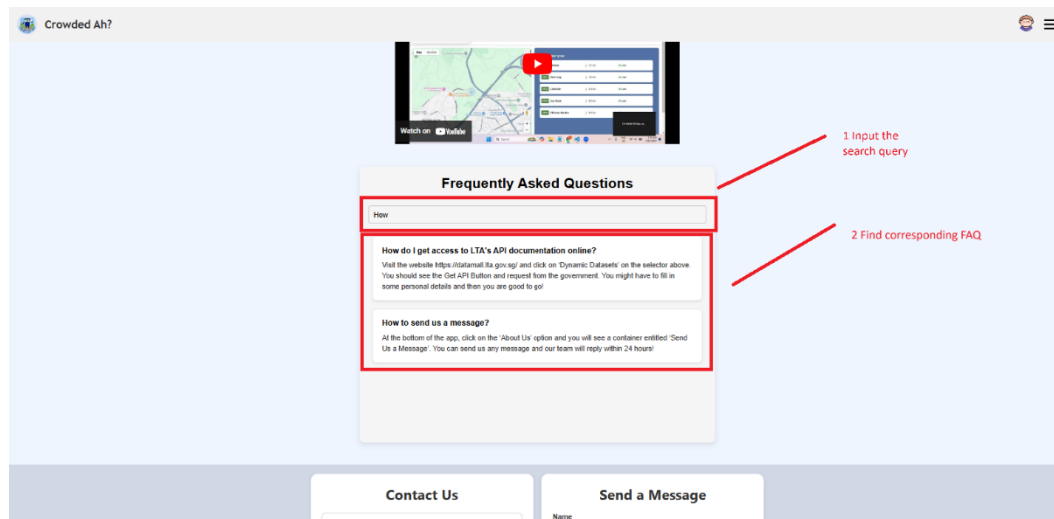 Crowded Ah?
Watch on YouTube
1 Input the
search query
Frequently Asked Questions
How
2 Find corresponding FAQ
How do I get access to LTA's API documentation online?
Visit the website https://datamall.lta.gov.sg/ and click on 'Dynamic Datasets' on the selector above.
You should see the Get API Button and request from the government. You might have to fill in
some personal details and then you are good to go!
How to send us a message?
At the bottom of the app, click on the 'About Us' option and you will see a container entitled 'Send
Us a Message'. You can send us any message and our team will reply within 24 hours!
Contact Us
Send a Message
Name